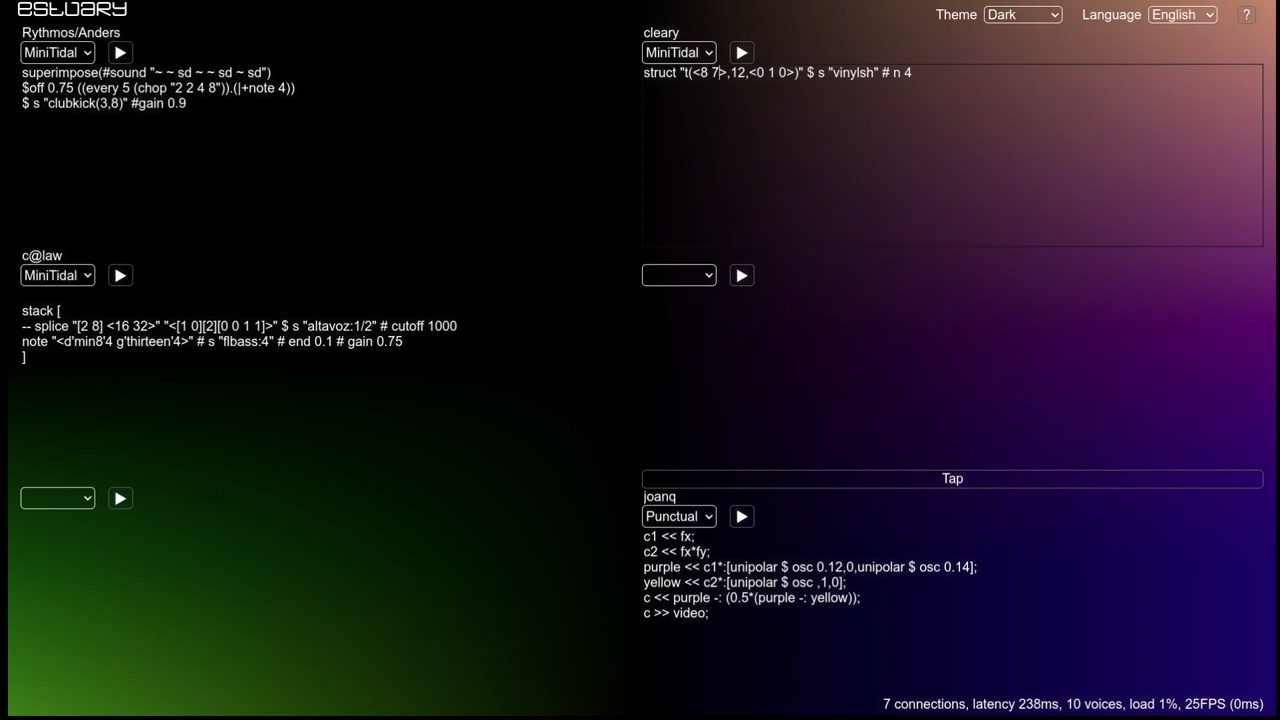 estuary
Theme Dark Language English ?
Rythmos/Anders
MiniTidal
superimpose(#sound "~ ~ sd ~ ~ sd ~ sd")
$off 0.75 ((every 5 (chop "2 2 4 8")).(|+note 4))
$ s "clubkick(3,8)" #gain 0.9
cleary
MiniTidal
struct "t(<8 7>,12,<0 1 0>)" $ s "vinylsh" # n 4
c@law
MiniTidal
stack [
-- splice "[2 8] <16 32>" "<[1 0][2][0 0 1 1]>" $ s "altavoz:1/2" # cutoff 1000
note "<d'min8'4 g'thirteen'4>" # s "flbass:4" # end 0.1 # gain 0.75
]
Tap
joanq
Punctual
c1 << fx;
c2 << fx*fy;
purple << c1*:[unipolar $ osc 0.12,0,unipolar $ osc 0.14];
yellow << c2*:[unipolar $ osc ,1,0];
c << purple -: (0.5*(purple -: yellow));
c >> video;
7 connections, latency 238ms, 10 voices, load 1%, 25FPS (0ms)